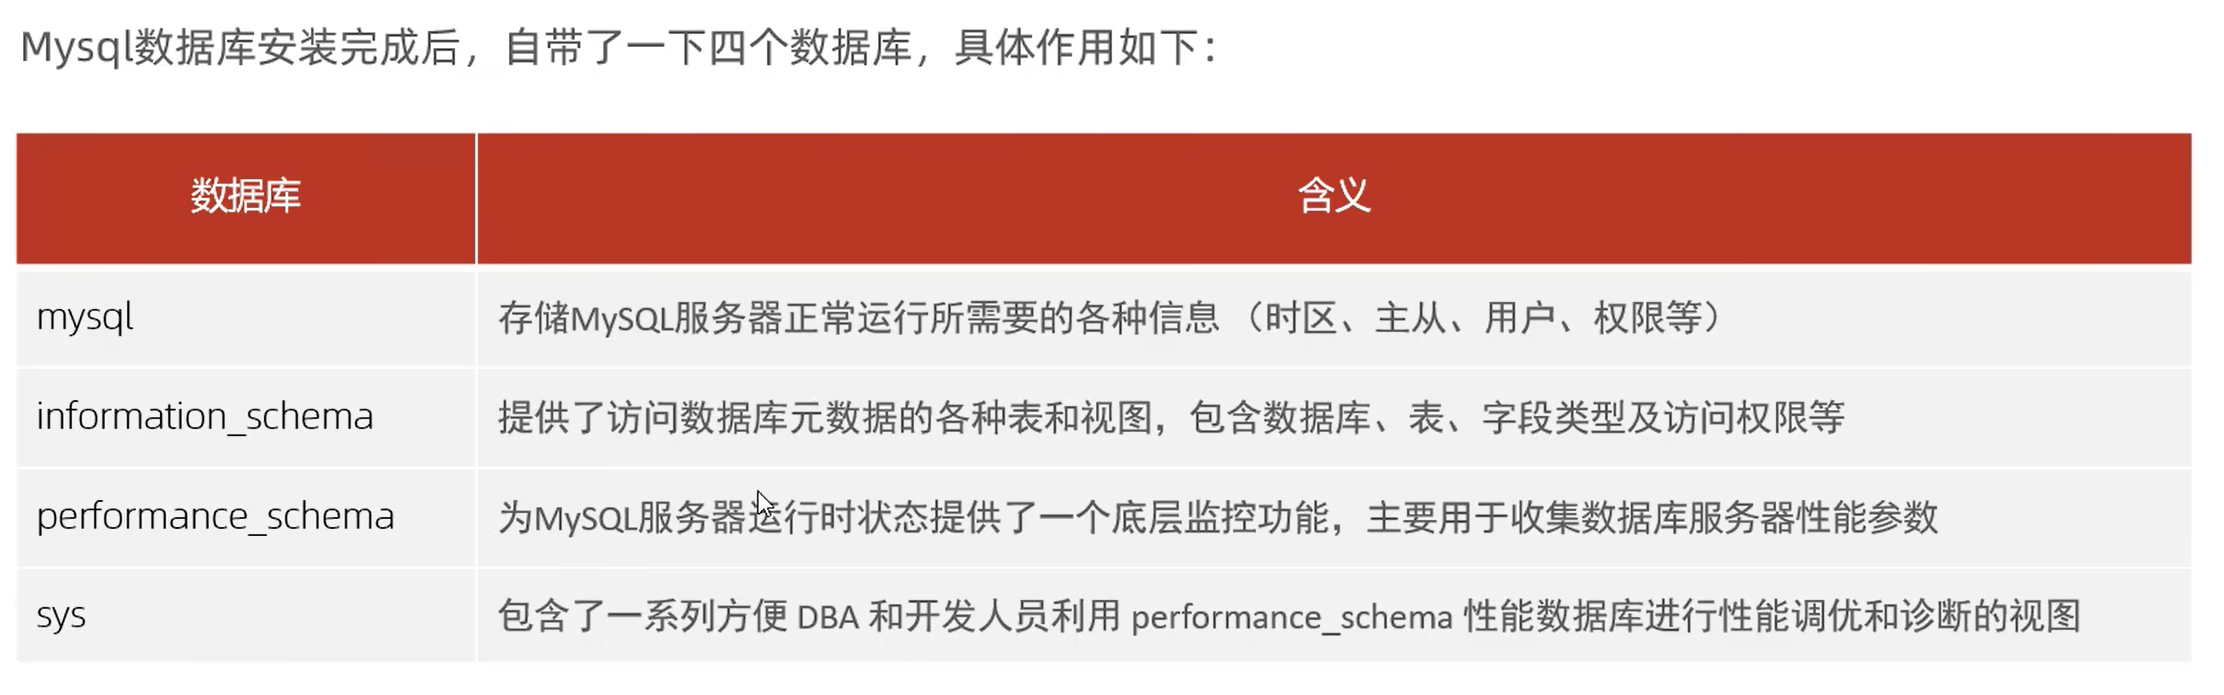 Mysql数据库安装完成后，自带了一下四个数据库，具体作用如下：
数据库 含义
mysql 存储MySQL服务器正常运行所需要的各种信息 （时区、主从、用户、权限等）
information_schema 提供了访问数据库元数据的各种表和视图，包含数据库、表、字段类型及访问权限等
performance_schema 为MySQL服务器运行时状态提供了一个底层监控功能，主要用于收集数据库服务器性能参数
sys 包含了一系列方便 DBA 和开发人员利用 performance_schema 性能数据库进行性能调优和诊断的视图